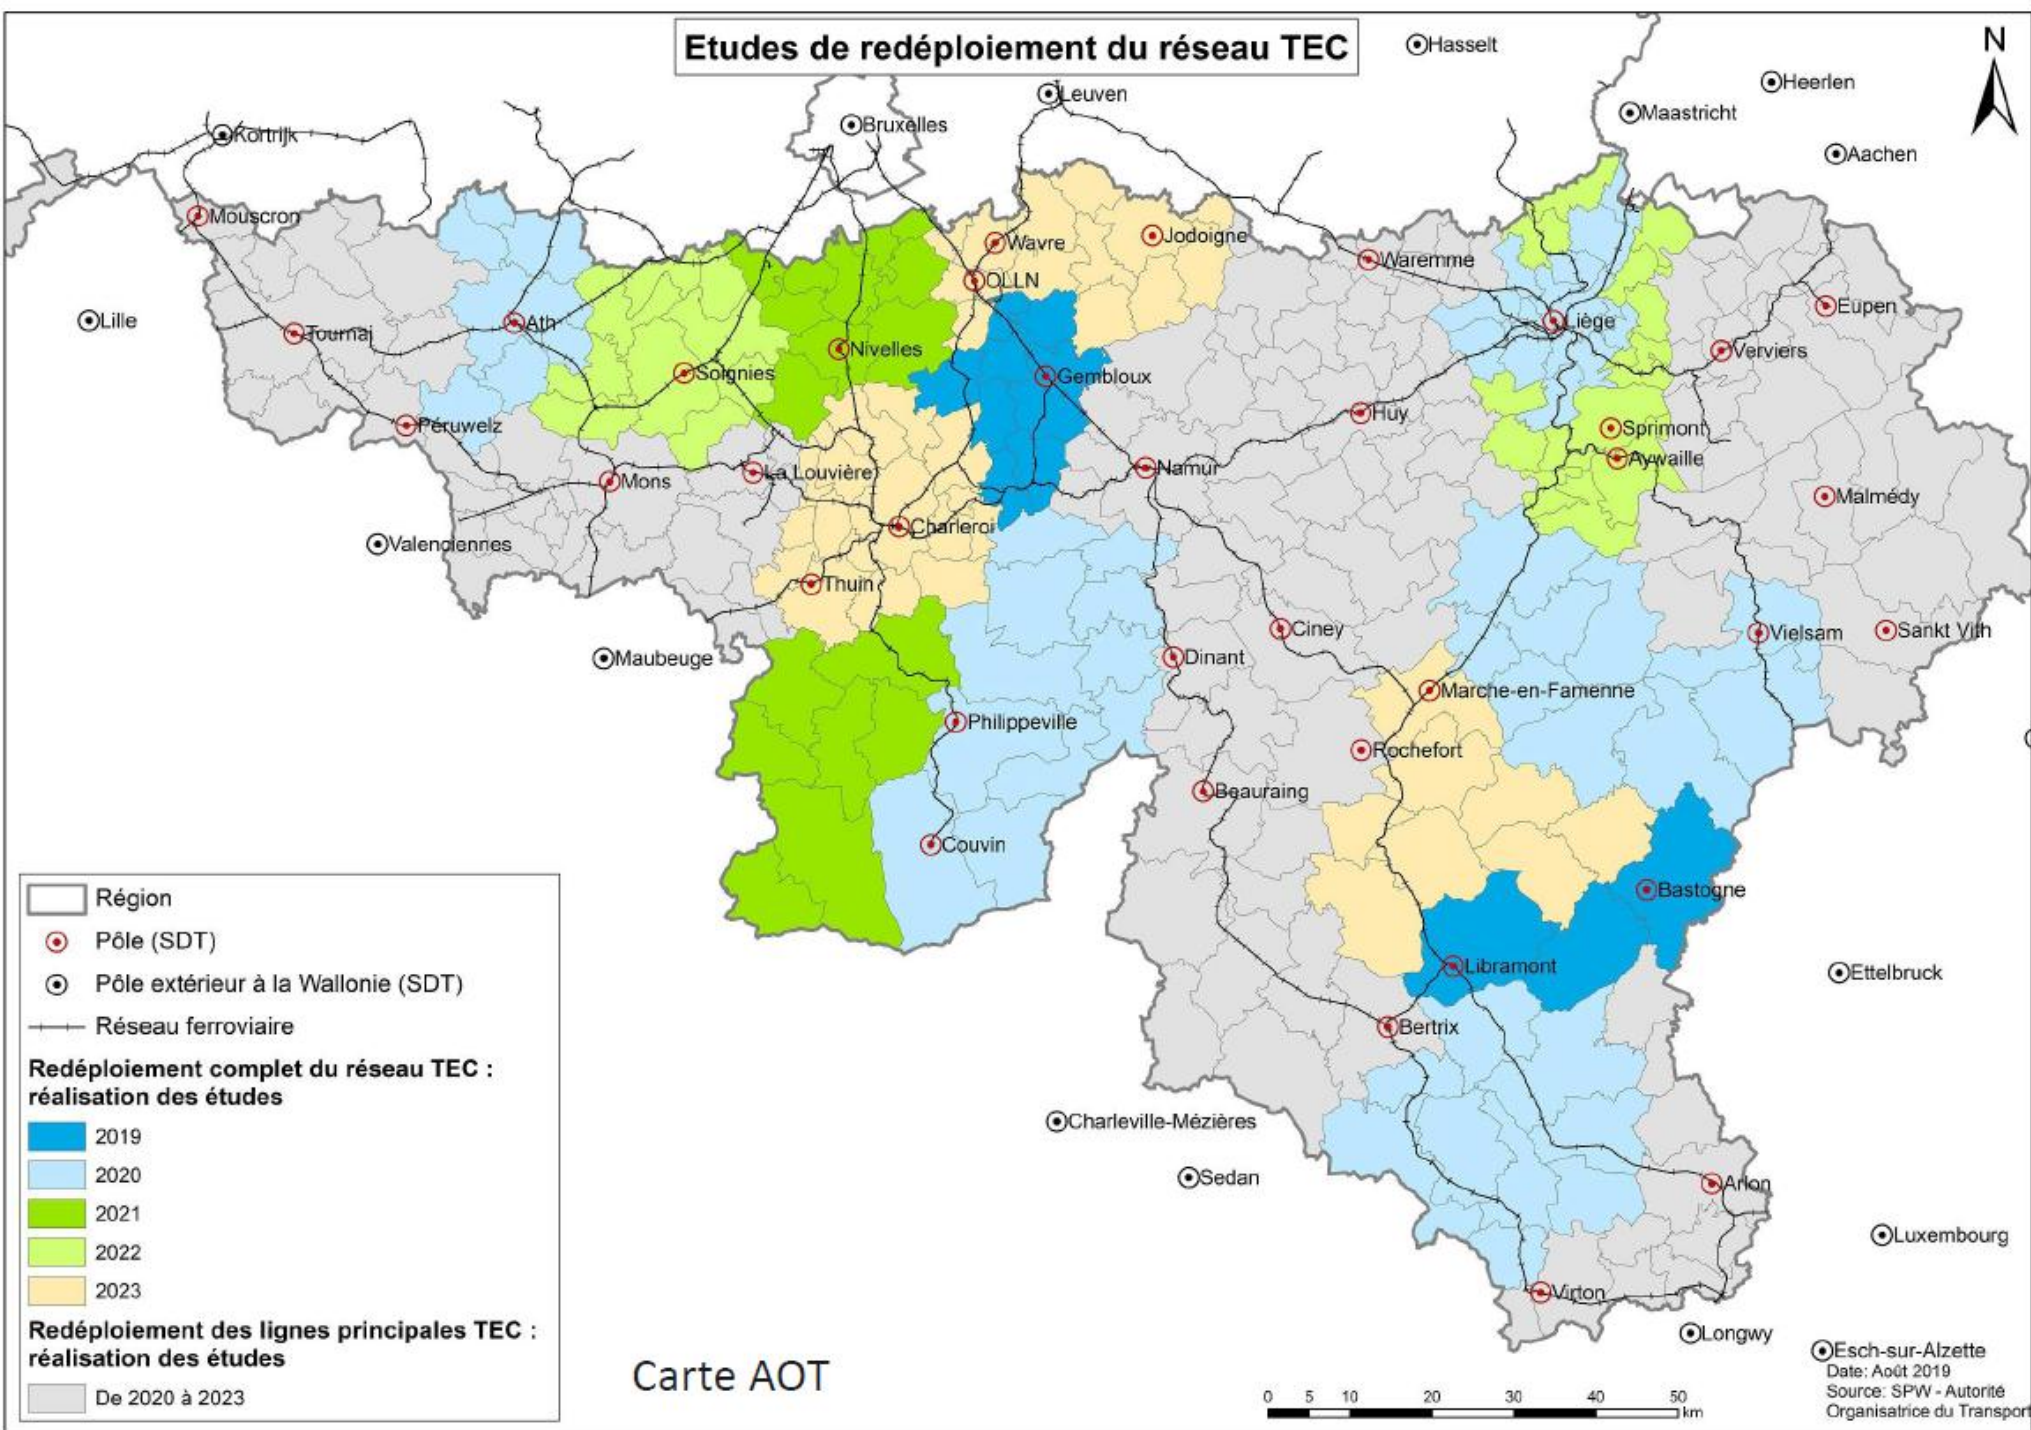 Etudes de redéploiement du réseau TEC
N
Hasselt
Heerlen
Leuven
Maastricht
Bruxelles
Kortrijk
Aachen
Mouscron
Jodoigne
Wavre
Waremme
OLLN
Eupen
Lille
Ath
Liège
Tournai
Nivelles
Verviers
Soignies
Gembloux
Huy
Péruwelz
Sprimont
Aywaille
Namur
La Louvière
Mons
Malmédy
Charleroi
Valenciennes
Thuin
Ciney
Vielsam
Sankt Vith
Maubeuge
Dinant
Marche-en-Famenne
Philippeville
Rochefort
Beauraing
Couvin
Bastogne
Libramont
Ettelbruck
Bertrix
Charleville-Mézières
Sedan
Arlon
Luxembourg
Virton
Longwy
Esch-sur-Alzette
Région
Pôle (SDT)
Pôle extérieur à la Wallonie (SDT)
Réseau ferroviaire
Redéploiement complet du réseau TEC :
réalisation des études
2019
2020
2021
2022
2023
Redéploiement des lignes principales TEC :
réalisation des études
De 2020 à 2023
Carte AOT
0 5 10 20 30 40 50
km
Date: Août 2019
Source: SPW - Autorité
Organisatrice du Transport